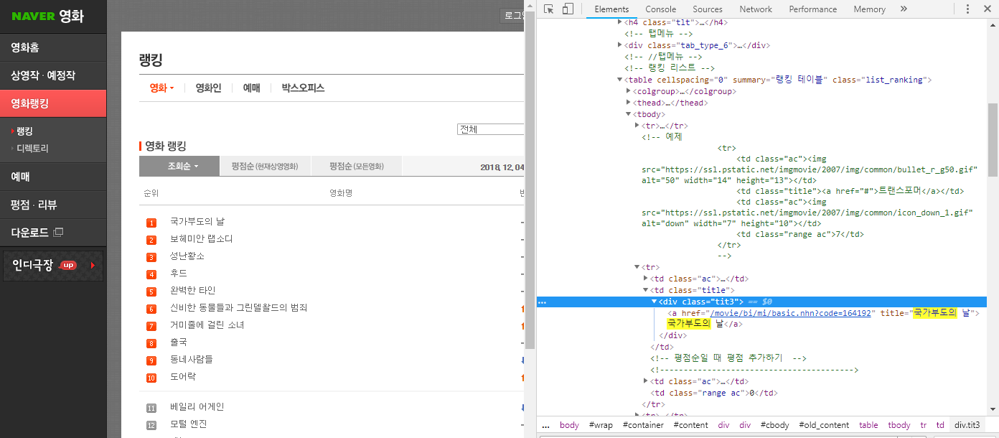 NAVER 영화
영화홈
상영작 · 예정작
영화랭킹
랭킹
디렉토리
예매
평점 · 리뷰
다운로드
인디극장 up
랭킹
영화 영화인 예매 박스오피스
전체
영화 랭킹
조회순 평점순 (현재상영영화) 평점순 (모든영화) 2018, 12, 04
순위 영화명
1 국가부도의 날
2 보헤미안 랩소디
3 성난황소
4 후드
5 완벽한 타인
6 신비한 동물들과 그린델왈드의 범죄
7 거미줄에 걸린 소녀
8 출국
9 동네사람들
10 도어락
11 베일리 어게인
12 모털 엔진
Elements Console Sources Network Performance Memory »
<h4 class="tlt">…</h4>
<!-- 탭메뉴 -->
<div class="tab_type_6">…</div>
<!-- //탭메뉴 -->
<!-- 랭킹 리스트 -->
<table cellspacing="0" summary="랭킹 테이블" class="list_ranking">
<colgroup>…</colgroup>
<thead>…</thead>
<tbody>
<tr>…</tr>
<!-- 예제
<tr>
<td class="ac"><img
src="https://ssl.pstatic.net/imgmovie/2007/img/common/bullet_r_g50.gif"
alt="50" width="14" height="13"></td>
<td class="title"><a href="#">트랜스포머</a></td>
<td class="ac"><img
src="https://ssl.pstatic.net/imgmovie/2007/img/common/icon_down_1.gif"
alt="down" width="7" height="10"></td>
<td class="range ac">7</td>
</tr>
-->
<tr>
<td class="ac">…</td>
<td class="title">
… <div class="tit3"> == $0
<a href="/movie/bi/mi/basic.nhn?code=164192" title="국가부도의 날">
국가부도의 날</a>
</div>
</td>
<!-- 평점순일 때 평점 추가하기  -->
<!---------------------------------------->
<td class="ac">…</td>
<td class="range ac">0</td>
</tr>
<tr>…</tr>
… body #wrap #container #content div div #cbody #old_content table tbody tr td div.tit3